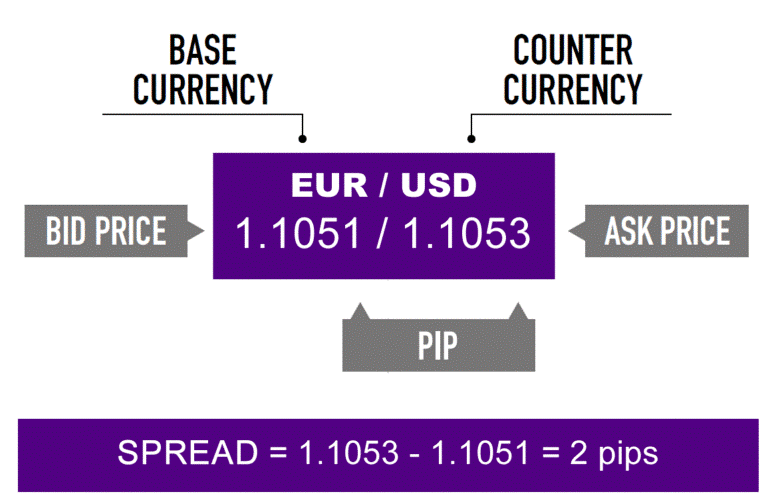 BASE
CURRENCY
COUNTER
CURRENCY
EUR / USD
BID PRICE
1.1051 / 1.1053
ASK PRICE
PIP
SPREAD = 1.1053 - 1.1051 = 2 pips